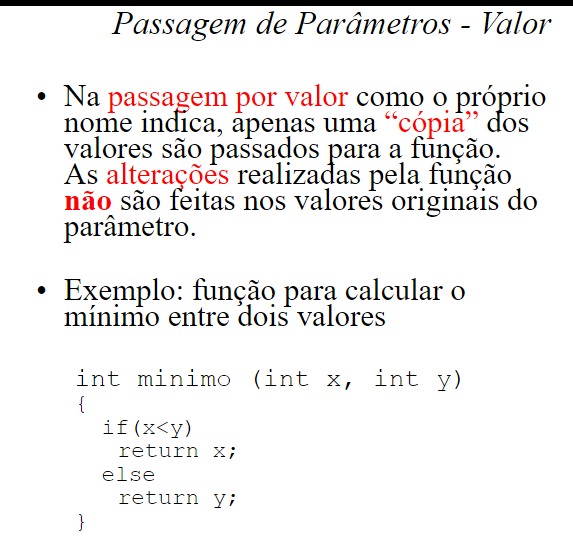 Passagem de Parâmetros - Valor
• Na passagem por valor como o próprio
nome indica, apenas uma “cópia” dos
valores são passados para a função.
As alterações realizadas pela função
não são feitas nos valores originais do
parâmetro.
• Exemplo: função para calcular o
mínimo entre dois valores
int minimo (int x, int y)
{
if(x<y)
return x;
else
return y;
}